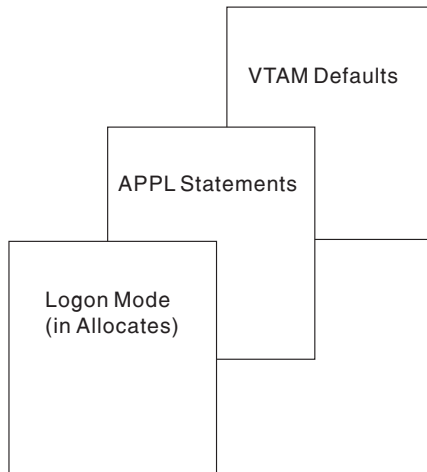 VTAM Defaults
APPL Statements
Logon Mode
(in Allocates)